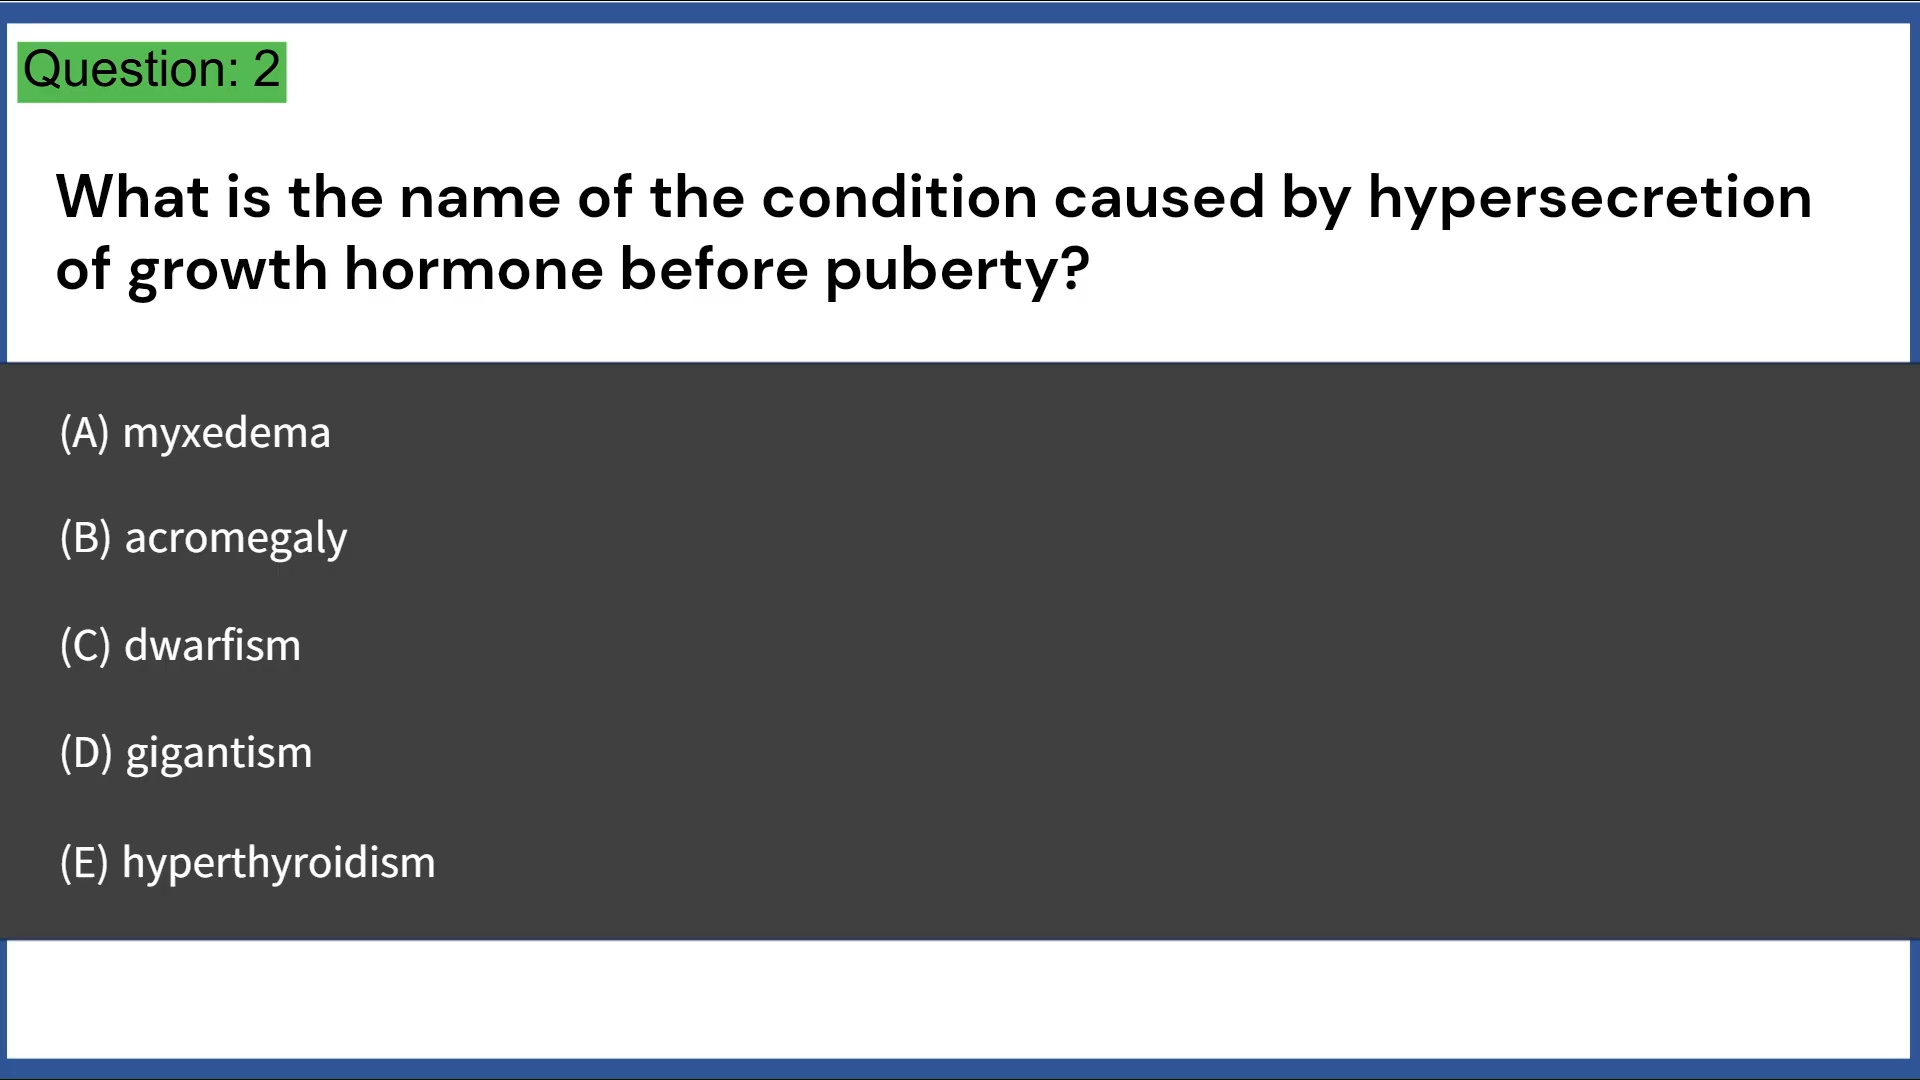 Question: 2
What is the name of the condition caused by hypersecretion
of growth hormone before puberty?
(A) myxedema
(B) acromegaly
(C) dwarfism
(D) gigantism
(E) hyperthyroidism